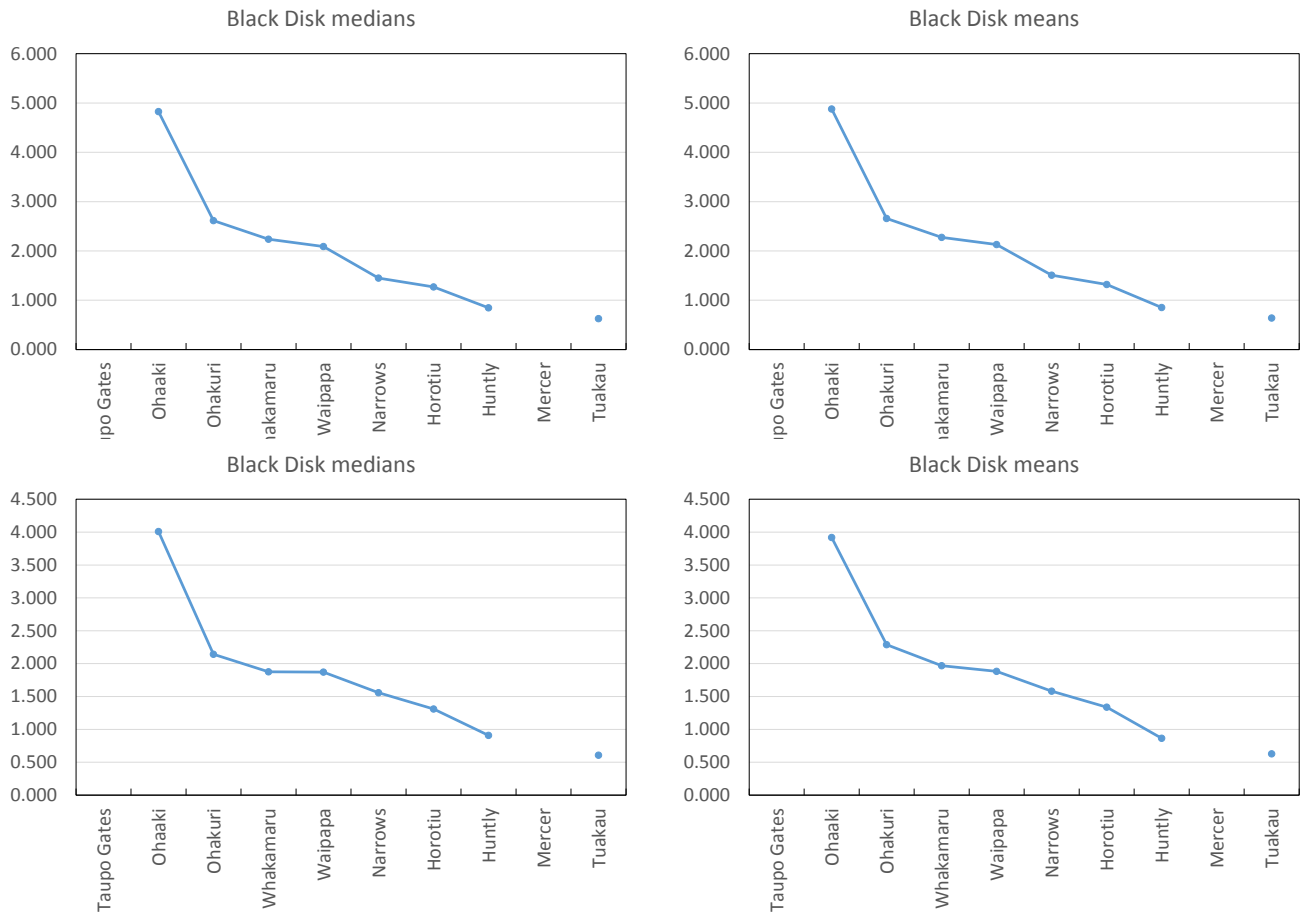 Black Disk medians
6.000
5.000
4.000
3.000
2.000
1.000
0.000
upo Gates
Ohaaki
Ohakuri
nakamaru
Waipapa
Narrows
Horotiu
Huntly
Mercer
Tuakau
Black Disk means
6.000
5.000
4.000
3.000
2.000
1.000
0.000
upo Gates
Ohaaki
Ohakuri
nakamaru
Waipapa
Narrows
Horotiu
Huntly
Mercer
Tuakau
Black Disk medians
4.500
4.000
3.500
3.000
2.500
2.000
1.500
1.000
0.500
0.000
Taupo Gates
Ohaaki
Ohakuri
Whakamaru
Waipapa
Narrows
Horotiu
Huntly
Mercer
Tuakau
Black Disk means
4.500
4.000
3.500
3.000
2.500
2.000
1.500
1.000
0.500
0.000
Taupo Gates
Ohaaki
Ohakuri
Whakamaru
Waipapa
Narrows
Horotiu
Huntly
Mercer
Tuakau